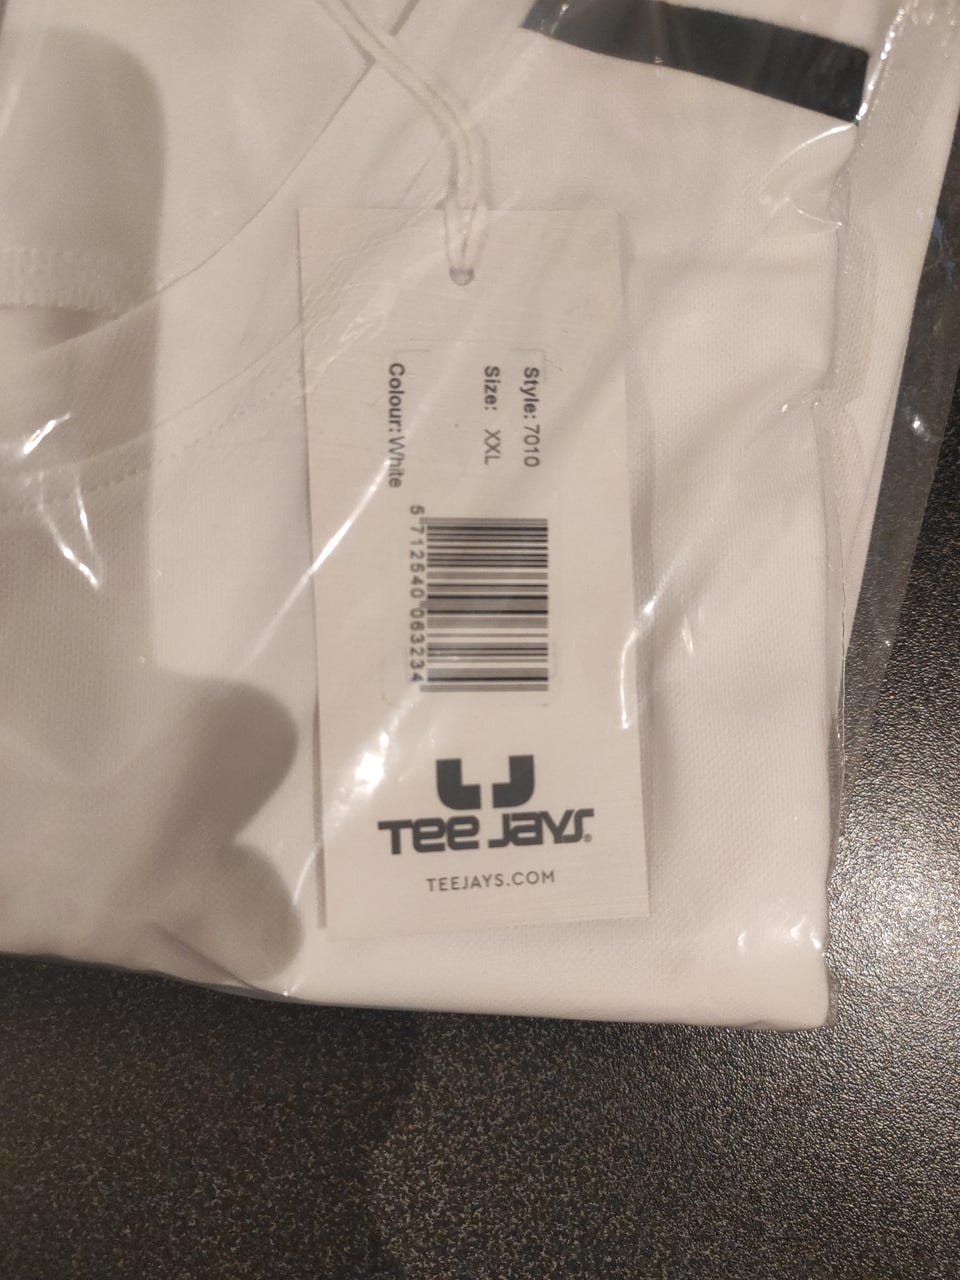 Style: 7010
Size: XXL
Colour: White
5 712540 063234
Tee Jays®
TEEJAYS.COM